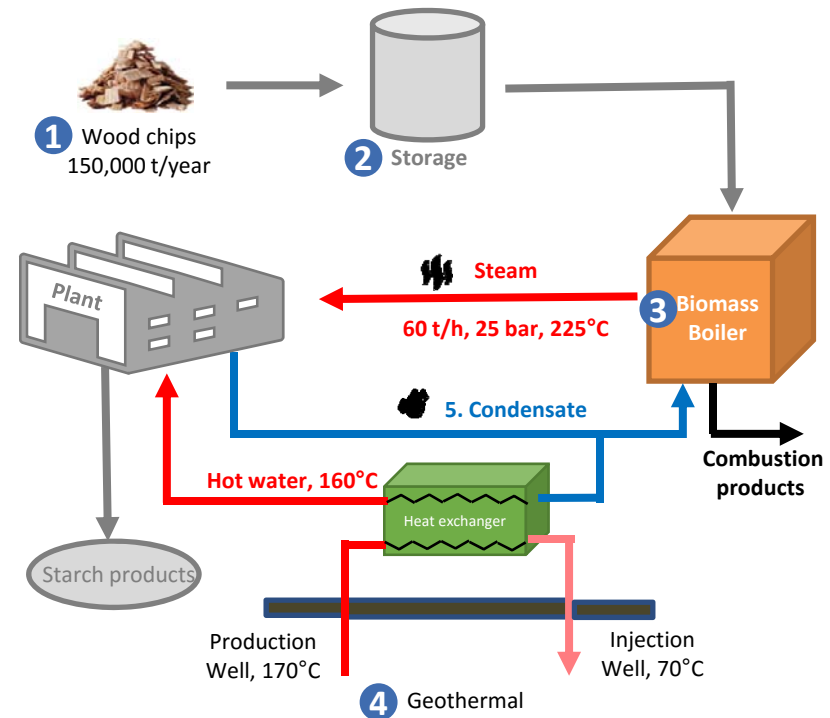 1 Wood chips
150,000 t/year
2 Storage
Plant
Steam
60 t/h, 25 bar, 225°C
3 Biomass
Boiler
5. Condensate
Combustion
products
Hot water, 160°C
Heat exchanger
Starch products
Production
Well, 170°C
Injection
Well, 70°C
4 Geothermal